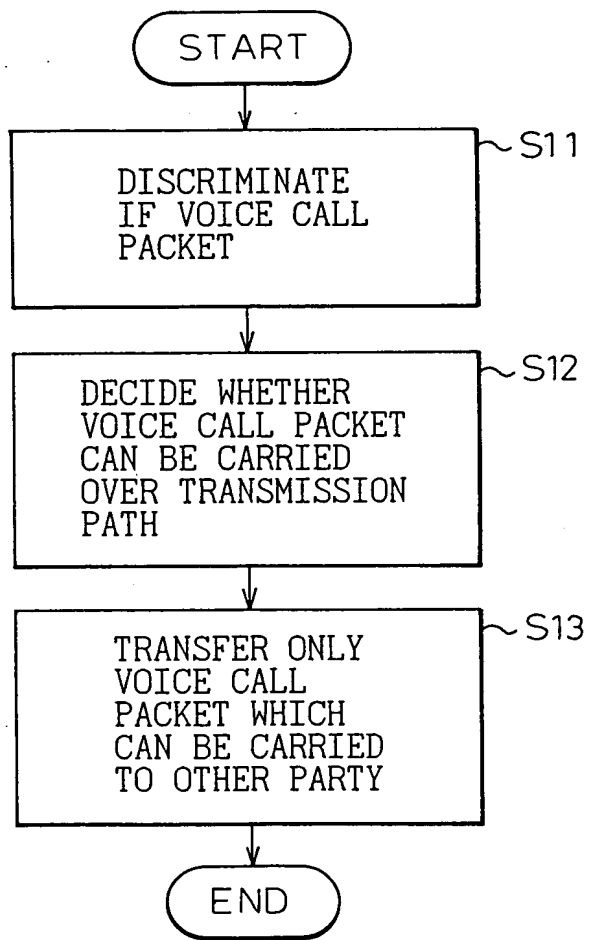 START
S11
DISCRIMINATE
IF VOICE CALL
PACKET
S12
DECIDE WHETHER
VOICE CALL PACKET
CAN BE CARRIED
OVER TRANSMISSION
PATH
S13
TRANSFER ONLY
VOICE CALL
PACKET WHICH
CAN BE CARRIED
TO OTHER PARTY
END